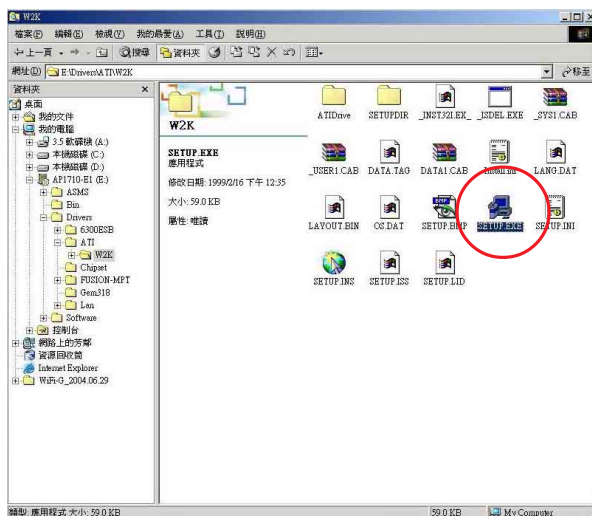 W2K
檔案(F) 編輯(E) 檢視(V) 我的最愛(A) 工具(T) 說明(H)
上一頁 搜尋 資料夾
網址(D) E:\Drivers\ATI\W2K 移至
資料夾 ×
桌面
我的文件
我的電腦
3.5 軟碟機 (A:)
本機磁碟 (C:)
本機磁碟 (D:)
AP1710-E1 (E:)
ASMS
Bin
Drivers
6300ESB
ATI
W2K
Chipset
FUSION-MPT
Gem318
Lan
Software
控制台
網路上的芳鄰
資源回收筒
Internet Explorer
WiFi-G_2004.06.29
W2K
SETUP.EXE
應用程式
修改日期: 1999/2/16 下午 12:35
大小: 59.0 KB
屬性: 唯讀
ATIDrive SETUPDIR _INST32I.EX_ _ISDEL.EXE _SYS1.CAB
_USER1.CAB DATA.TAG DATA1.CAB Install.ini LANG.DAT
LAYOUT.BIN OS.DAT SETUP.BMP SETUP.EXE SETUP.INI
SETUP.INS SETUP.ISS SETUP.LID
類型: 應用程式 大小: 59.0 KB 59.0 KB My Computer